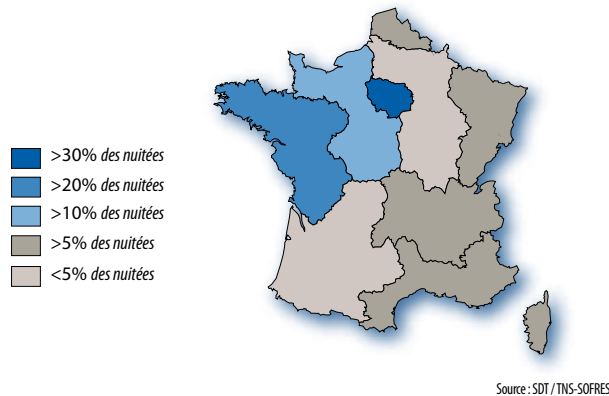 >30% des nuitées
>20% des nuitées
>10% des nuitées
>5% des nuitées
<5% des nuitées
Source : SDT / TNS-SOFRES